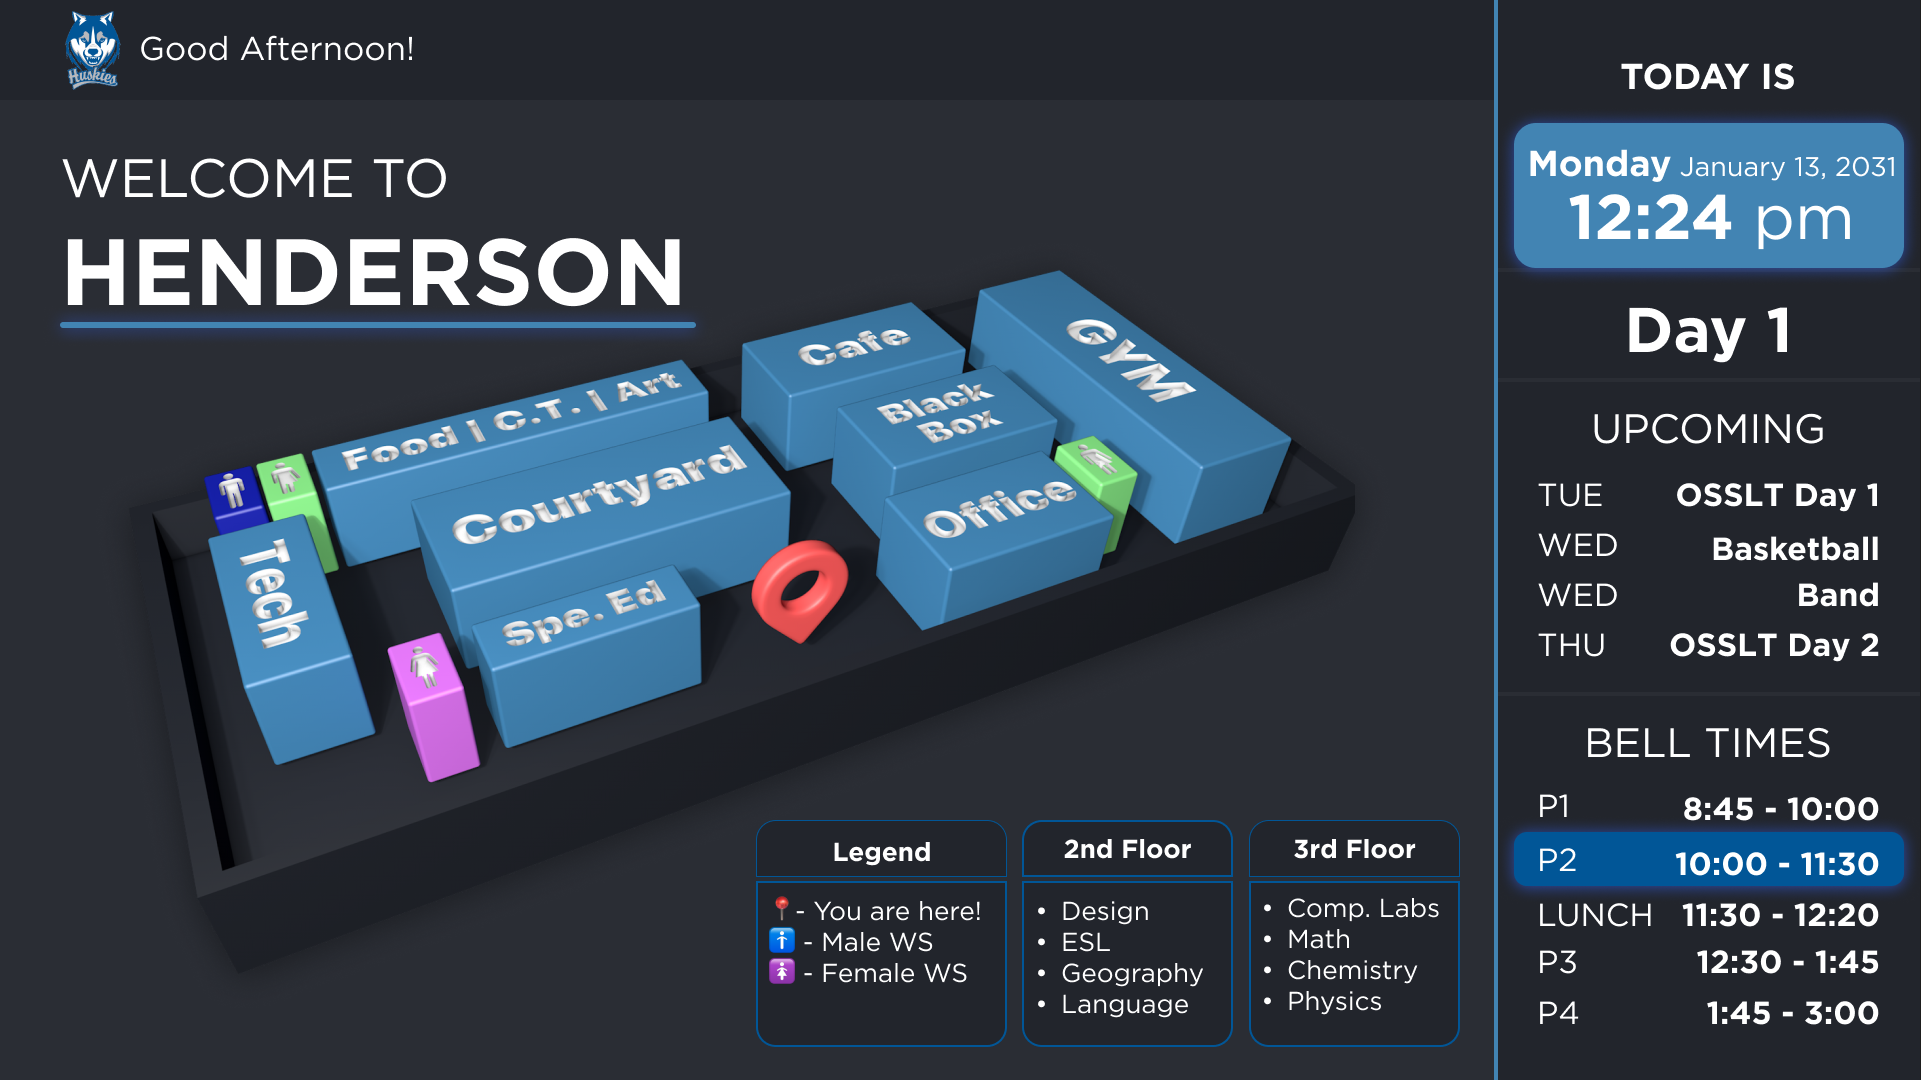 Huskies
Good Afternoon!
WELCOME TO
HENDERSON
Cafe
GYM
Food | C.T. | Art
Black
Box
Courtyard
Office
Tech
Spe. Ed
Legend
📍- You are here!
- Male WS
- Female WS
2nd Floor
• Design
• ESL
• Geography
• Language
3rd Floor
• Comp. Labs
• Math
• Chemistry
• Physics
TODAY IS
Monday January 13, 2031
12:24 pm
Day 1
UPCOMING
TUE OSSLT Day 1
WED Basketball
WED Band
THU OSSLT Day 2
BELL TIMES
P1 8:45 - 10:00
P2 10:00 - 11:30
LUNCH 11:30 - 12:20
P3 12:30 - 1:45
P4 1:45 - 3:00